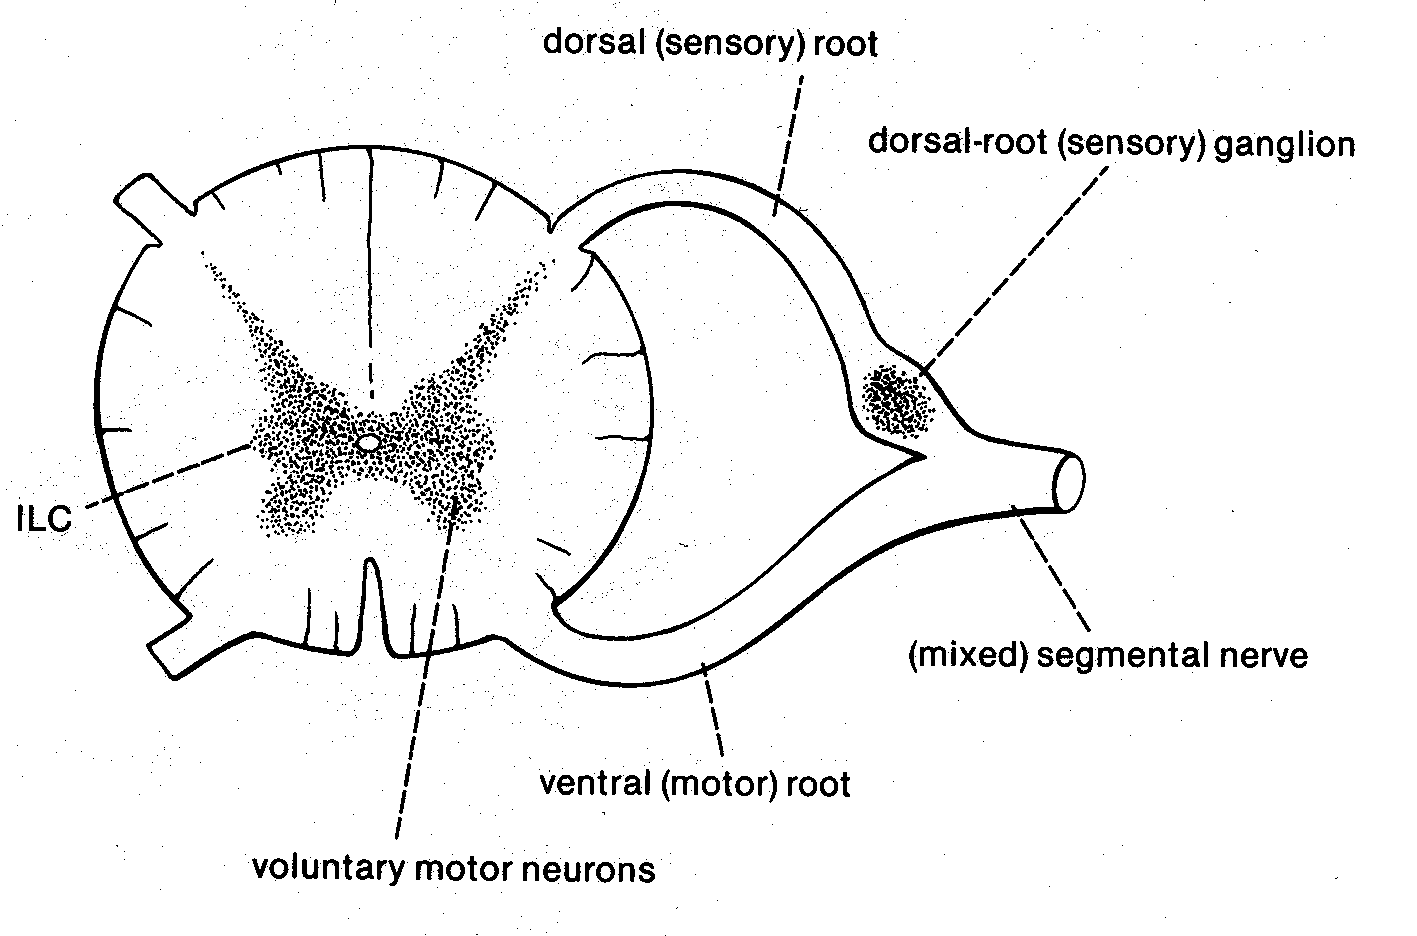 dorsal (sensory) root
dorsal-root (sensory) ganglion
ILC
(mixed) segmental nerve
ventral (motor) root
voluntary motor neurons